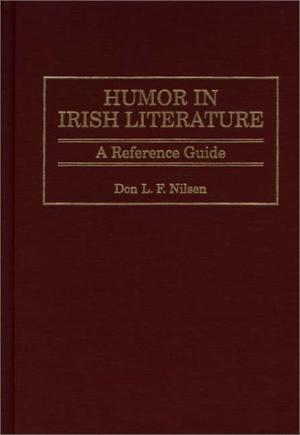 HUMOR IN
IRISH LITERATURE
A Reference Guide
Don L. F. Nilsen